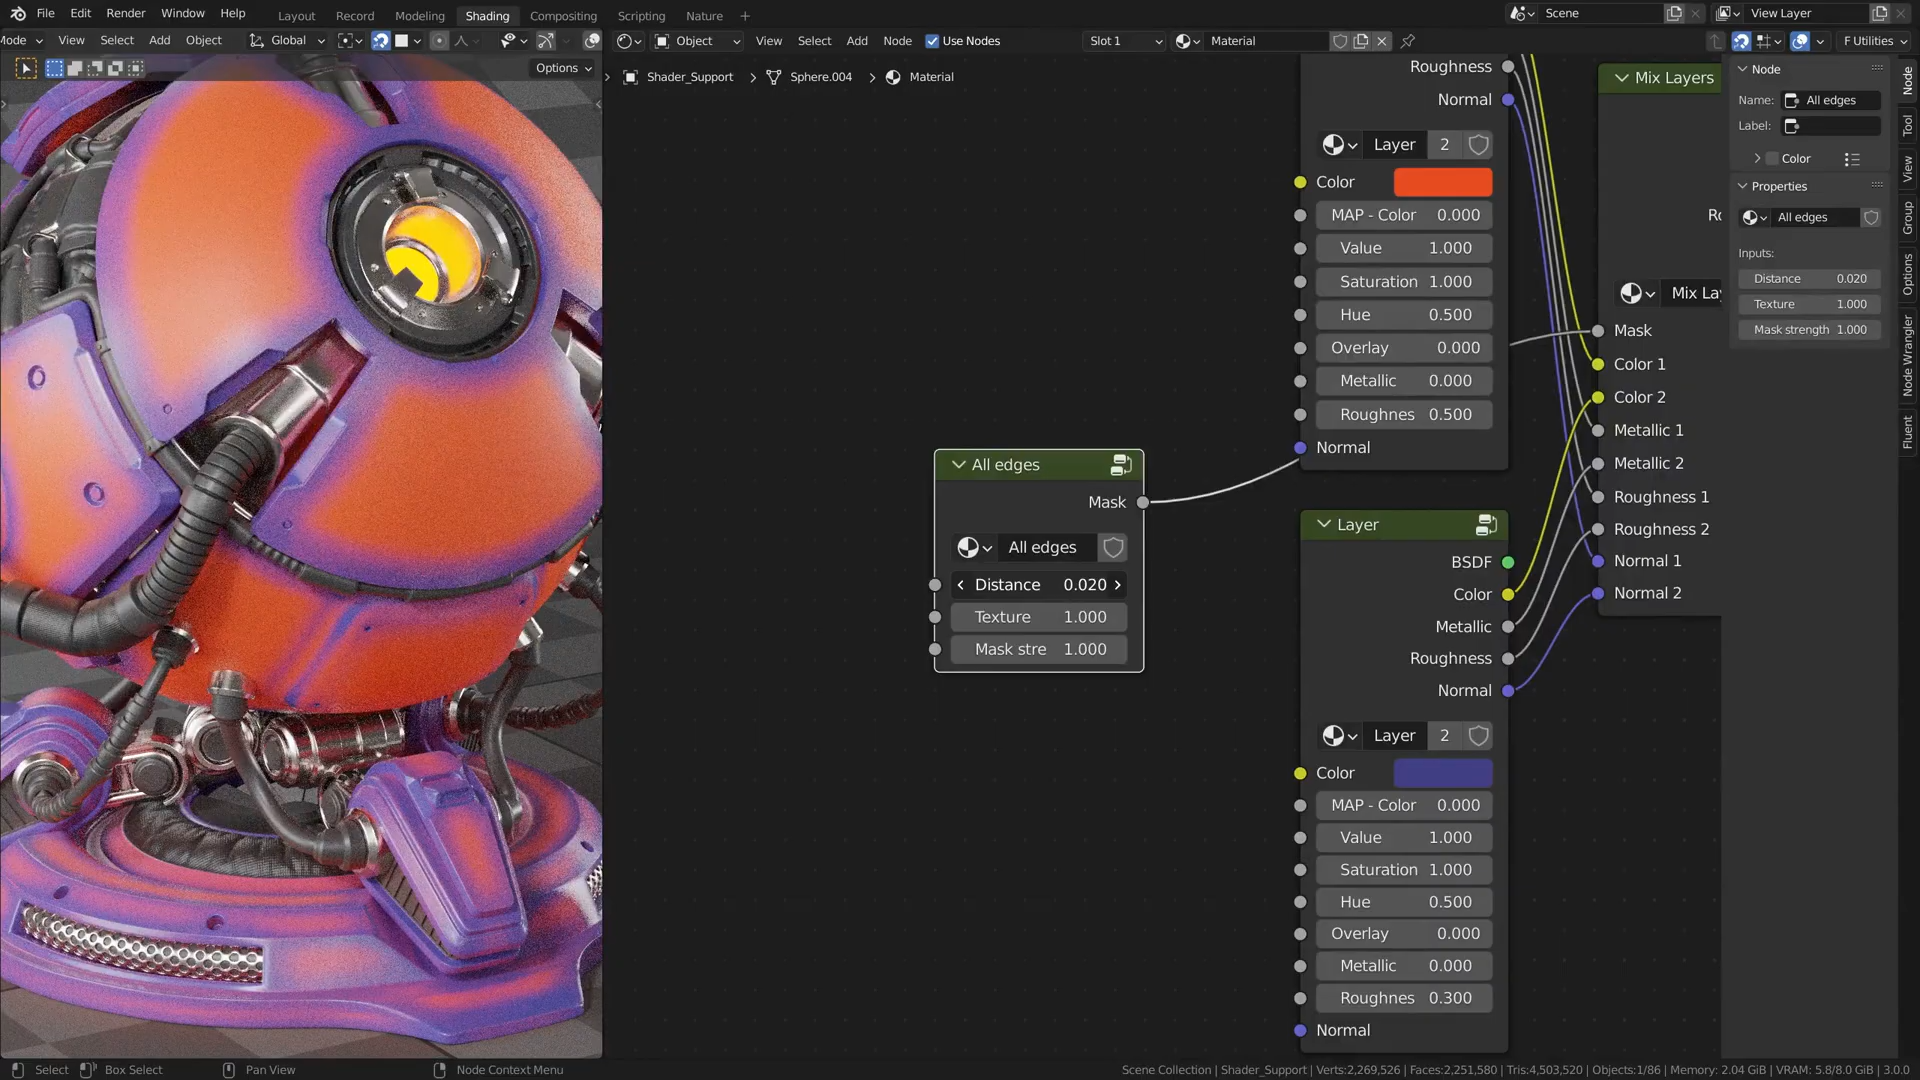 File Edit Render Window Help Layout Record Modeling Shading Compositing Scripting Nature + Scene View Layer
Mode View Select Add Object Global Object View Select Add Node Use Nodes Slot 1 Material F Utilities
Options Shader_Support > Sphere.004 > Material
Roughness
Normal
Layer 2
Color
MAP - Color 0.000
Value 1.000
Saturation 1.000
Hue 0.500
Overlay 0.000
Metallic 0.000
Roughnes 0.500
Normal
All edges
Mask
All edges
Distance 0.020
Texture 1.000
Mask stre 1.000
Layer
BSDF
Color
Metallic
Roughness
Normal
Layer 2
Color
MAP - Color 0.000
Value 1.000
Saturation 1.000
Hue 0.500
Overlay 0.000
Metallic 0.000
Roughnes 0.300
Normal
Mix Layers
Mix Lay
Mask
Color 1
Color 2
Metallic 1
Metallic 2
Roughness 1
Roughness 2
Normal 1
Normal 2
Node
Name: All edges
Label:
Color
Properties
All edges
Inputs:
Distance 0.020
Texture 1.000
Mask strength 1.000
Node
Tool
View
Group
Options
Node Wrangler
Fluent
Select Box Select Pan View Node Context Menu Scene Collection | Shader_Support | Verts:2,269,526 | Faces:2,251,580 | Tris:4,503,520 | Objects:1/86 | Memory: 2.04 GiB | VRAM: 5.8/8.0 GiB | 3.0.0